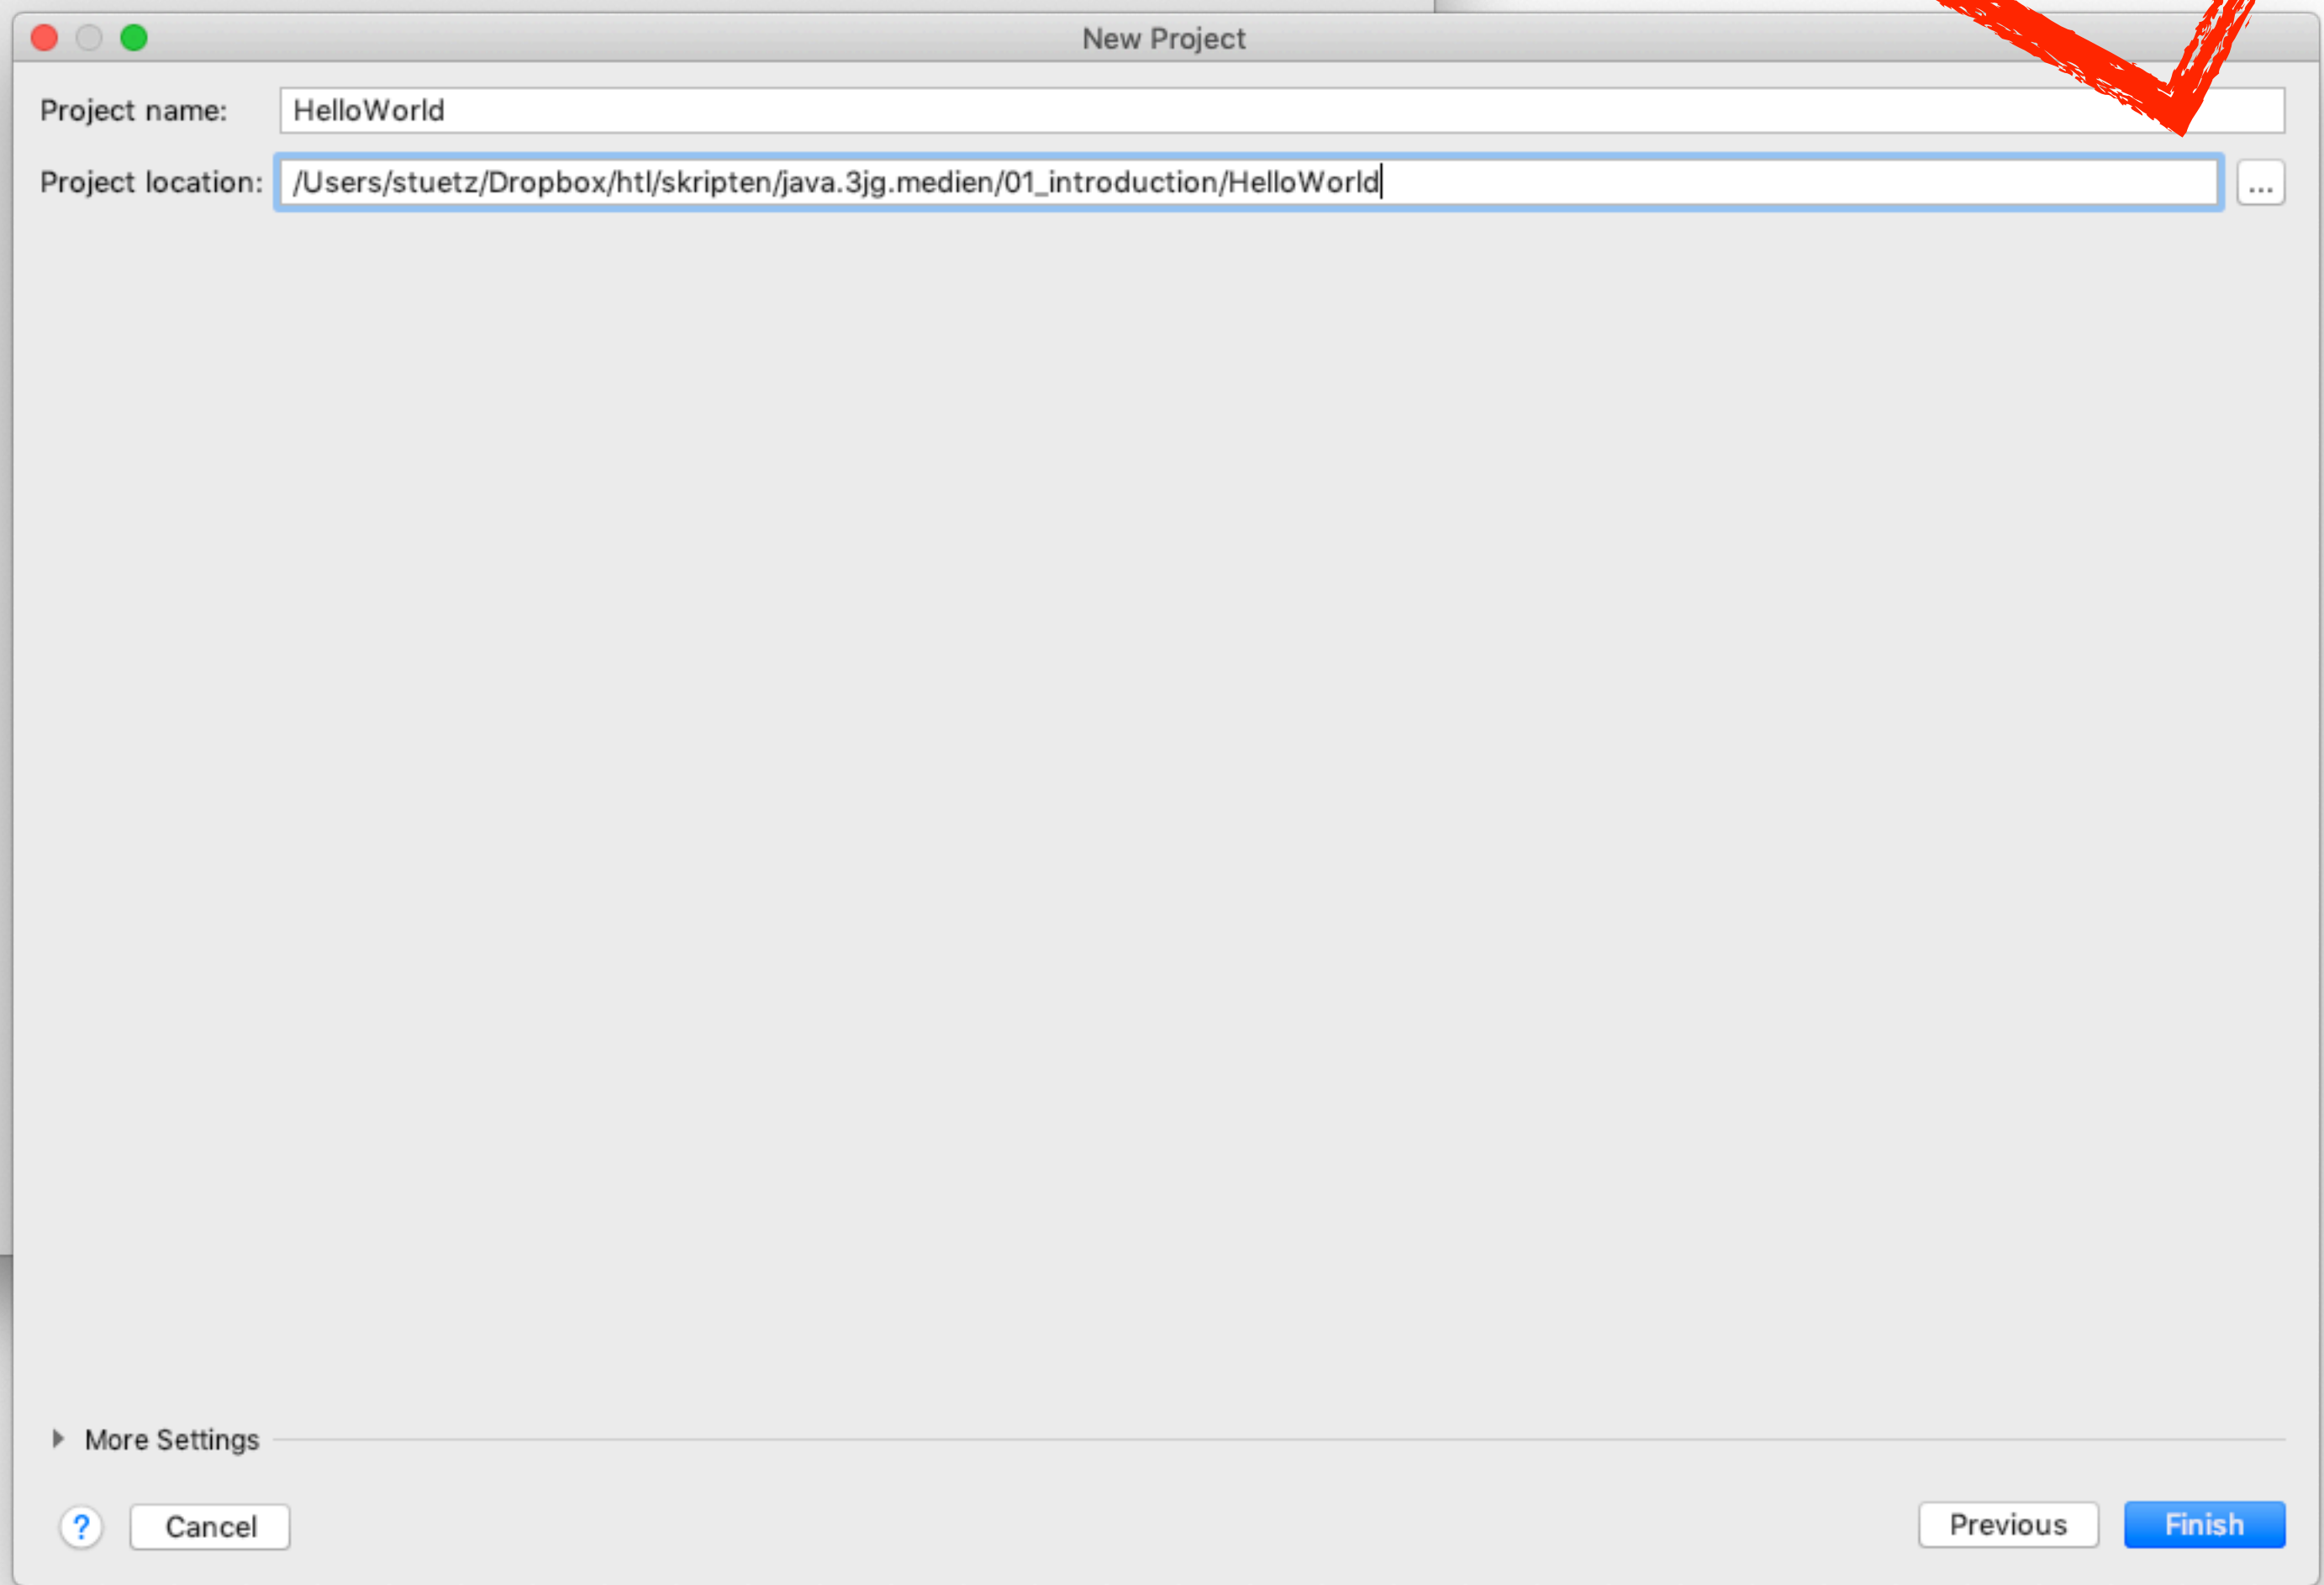 New Project
Project name: HelloWorld
Project location: /Users/stuetz/Dropbox/htl/skripten/java.3jg.medien/01_introduction/HelloWorld ...
More Settings
? Cancel Previous Finish